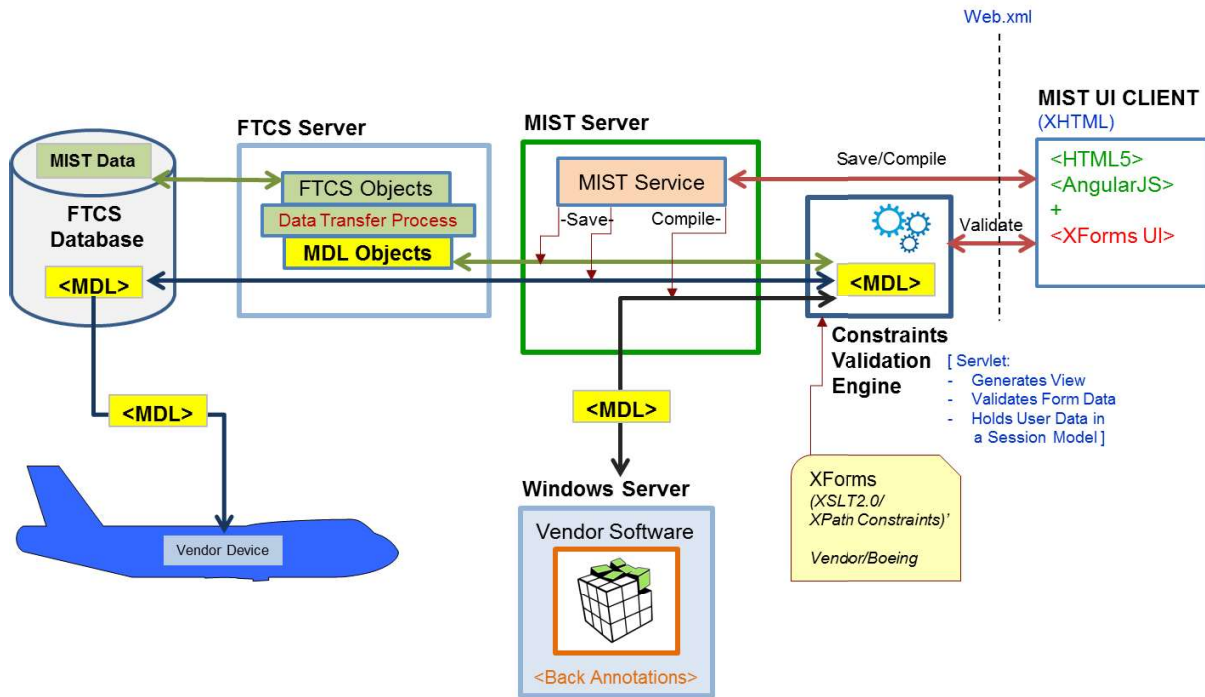 Web.xml
MIST UI CLIENT
(XHTML)
<HTML5>
<AngularJS>
+
<XForms UI>
FTCS Server
MIST Server
MIST Data
FTCS
Database
<MDL>
FTCS Objects
Data Transfer Process
MDL Objects
MIST Service
-Save-
Compile-
Save/Compile
Validate
<MDL>
Constraints
Validation
Engine
[ Servlet:
- Generates View
- Validates Form Data
- Holds User Data in
a Session Model ]
<MDL>
<MDL>
Vendor Device
Windows Server
Vendor Software
<Back Annotations>
XForms
(XSLT2.0/
XPath Constraints)’
Vendor/Boeing